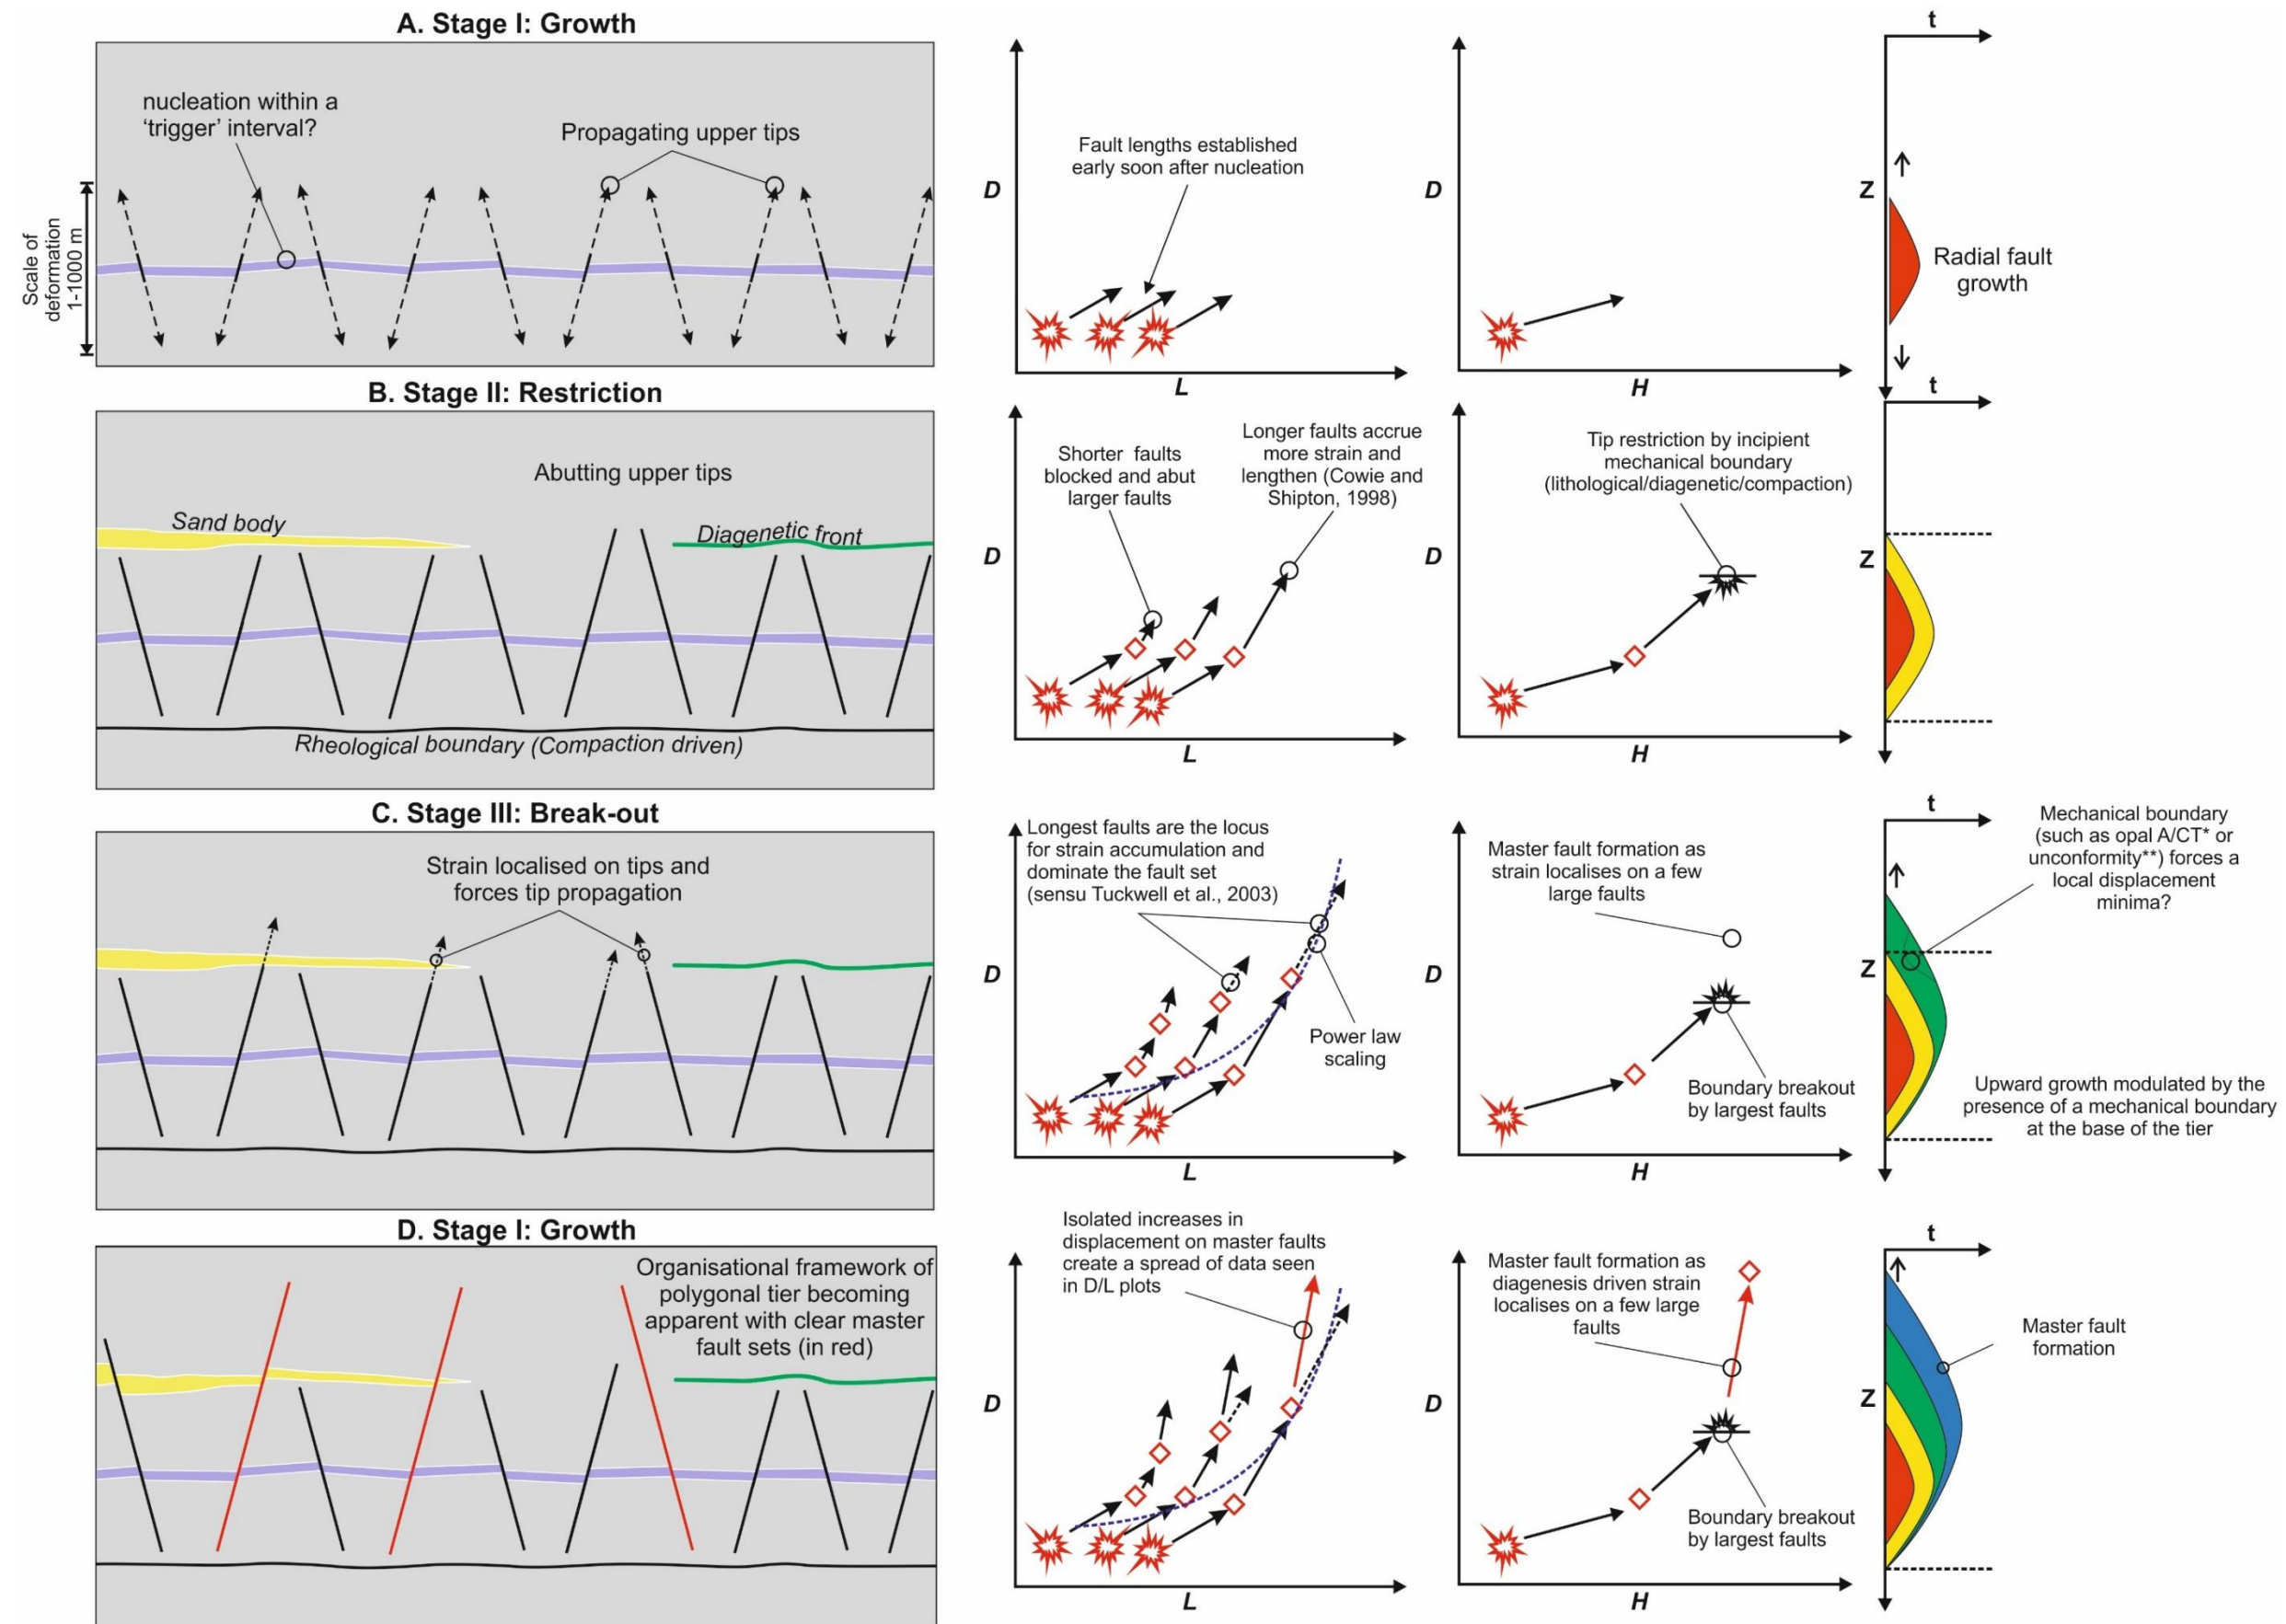 A. Stage I: Growth
nucleation within a
‘trigger’ interval?
Propagating upper tips
Scale of
deformation
1-1000 m
Fault lengths established
early soon after nucleation
D
L
D
H
t
Z
Radial fault
growth
B. Stage II: Restriction
Abutting upper tips
Sand body
Diagenetic front
Rheological boundary (Compaction driven)
Shorter faults
blocked and abut
larger faults
Longer faults accrue
more strain and
lengthen (Cowie and
Shipton, 1998)
D
L
Tip restriction by incipient
mechanical boundary
(lithological/diagenetic/compaction)
D
H
t
Z
C. Stage III: Break-out
Strain localised on tips and
forces tip propagation
Longest faults are the locus
for strain accumulation and
dominate the fault set
(sensu Tuckwell et al., 2003)
Power law
scaling
D
L
Master fault formation as
strain localises on a few
large faults
Boundary breakout
by largest faults
D
H
t
Z
Mechanical boundary
(such as opal A/CT* or
unconformity**) forces a
local displacement
minima?
Upward growth modulated by the
presence of a mechanical boundary
at the base of the tier
D. Stage I: Growth
Organisational framework of
polygonal tier becoming
apparent with clear master
fault sets (in red)
Isolated increases in
displacement on master faults
create a spread of data seen
in D/L plots
D
L
Master fault formation as
diagenesis driven strain
localises on a few large
faults
Boundary breakout
by largest faults
D
H
t
Z
Master fault
formation